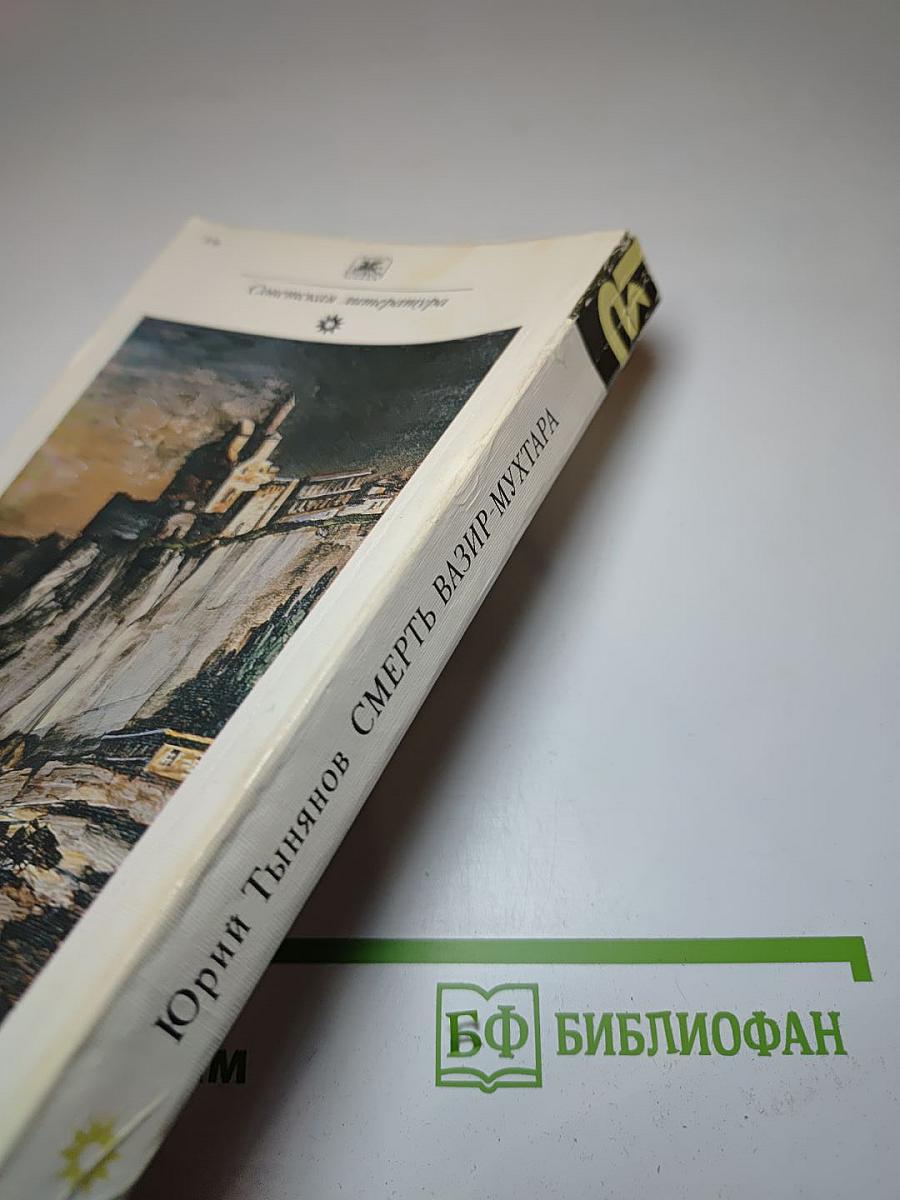 Советская литература
Юрий Тынянов СМЕРТЬ ВАЗИР-МУХТАРА
БФ БИБЛИОФАН